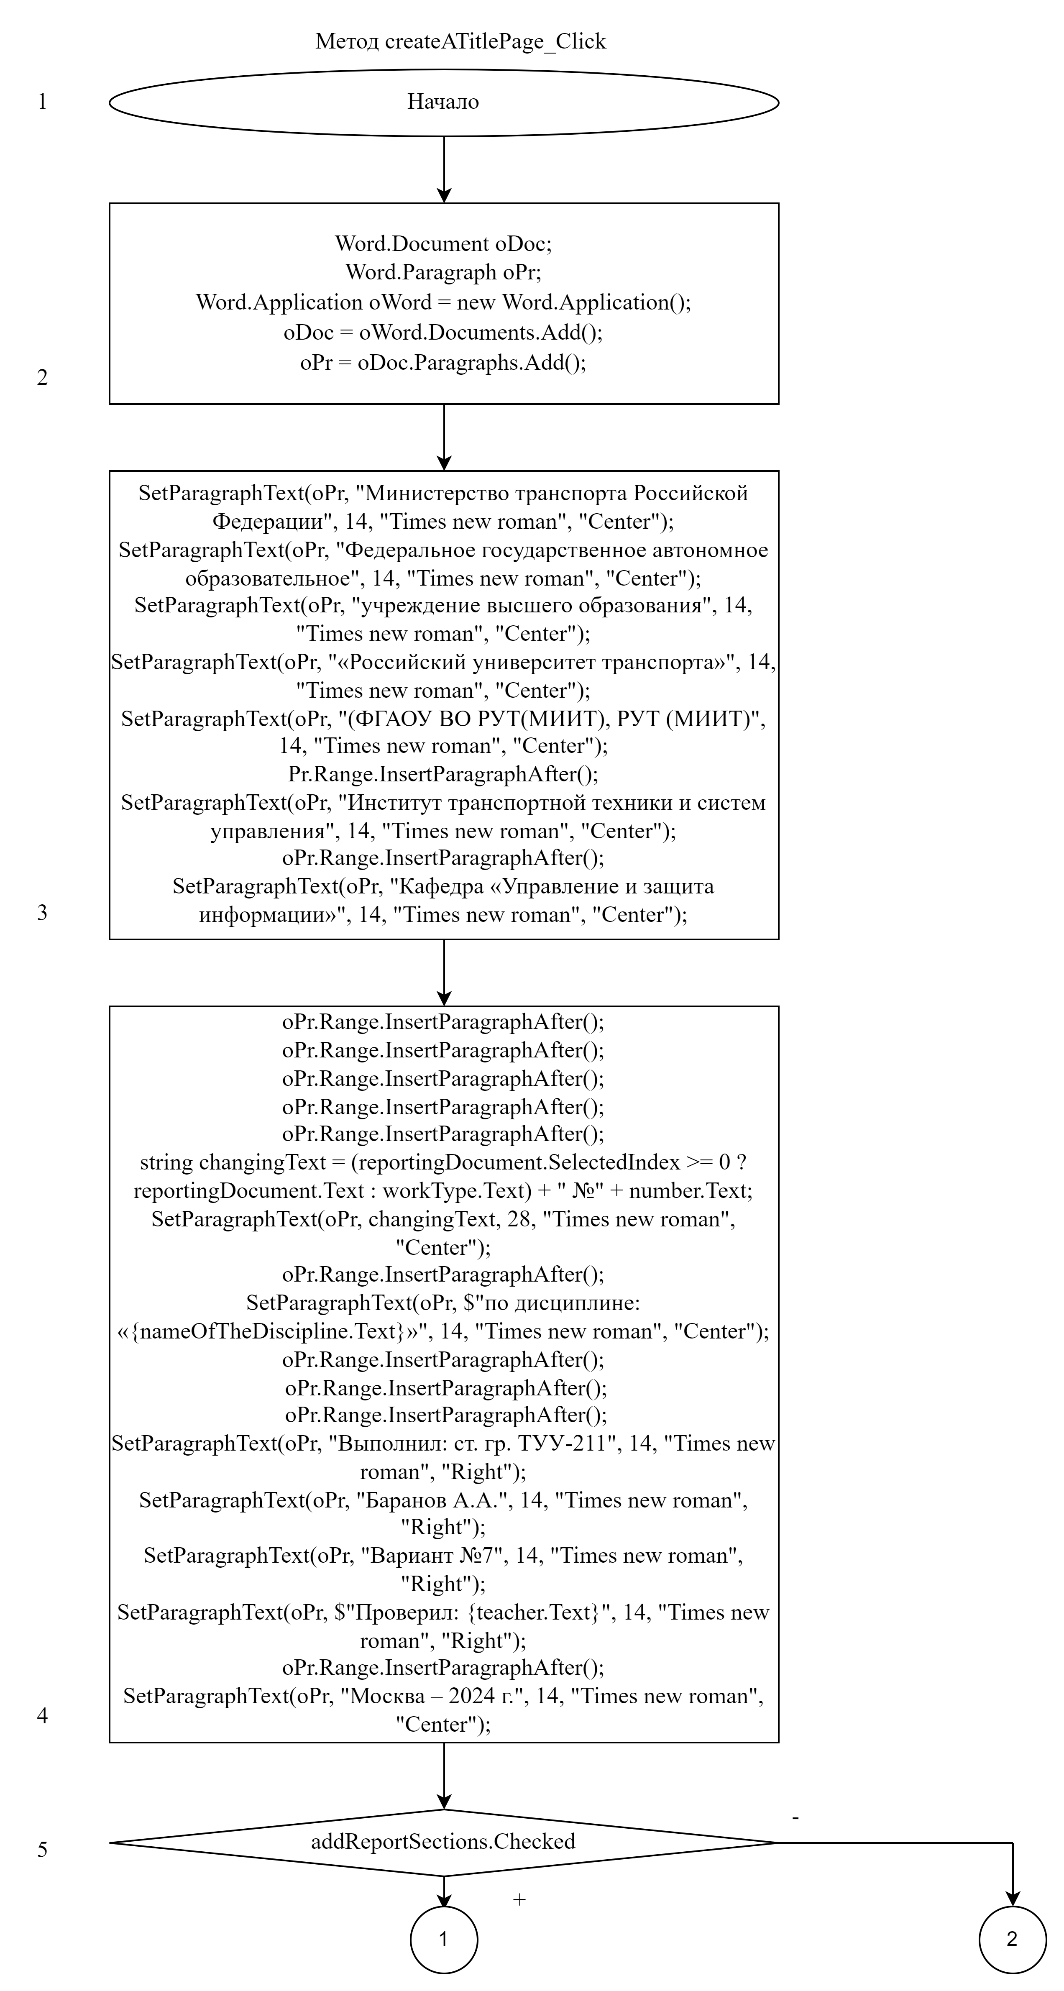 Метод createATitlePage_Click
1
Начало
Word.Document oDoc;
Word.Paragraph oPr;
Word.Application oWord = new Word.Application();
oDoc = oWord.Documents.Add();
oPr = oDoc.Paragraphs.Add();
2
SetParagraphText(oPr, "Министерство транспорта Российской
Федерации", 14, "Times new roman", "Center");
SetParagraphText(oPr, "Федеральное государственное автономное
образовательное", 14, "Times new roman", "Center");
SetParagraphText(oPr, "учреждение высшего образования", 14,
"Times new roman", "Center");
SetParagraphText(oPr, "«Российский университет транспорта»", 14,
"Times new roman", "Center");
SetParagraphText(oPr, "(ФГАОУ ВО РУТ(МИИТ), РУТ (МИИТ)",
14, "Times new roman", "Center");
Pr.Range.InsertParagraphAfter();
SetParagraphText(oPr, "Институт транспортной техники и систем
управления", 14, "Times new roman", "Center");
oPr.Range.InsertParagraphAfter();
SetParagraphText(oPr, "Кафедра «Управление и защита
информации»", 14, "Times new roman", "Center");
3
oPr.Range.InsertParagraphAfter();
oPr.Range.InsertParagraphAfter();
oPr.Range.InsertParagraphAfter();
oPr.Range.InsertParagraphAfter();
oPr.Range.InsertParagraphAfter();
string changingText = (reportingDocument.SelectedIndex >= 0 ?
reportingDocument.Text : workType.Text) + " №" + number.Text;
SetParagraphText(oPr, changingText, 28, "Times new roman",
"Center");
oPr.Range.InsertParagraphAfter();
SetParagraphText(oPr, $"по дисциплине:
«{nameOfTheDiscipline.Text}»", 14, "Times new roman", "Center");
oPr.Range.InsertParagraphAfter();
oPr.Range.InsertParagraphAfter();
oPr.Range.InsertParagraphAfter();
SetParagraphText(oPr, "Выполнил: ст. гр. ТУУ-211", 14, "Times new
roman", "Right");
SetParagraphText(oPr, "Баранов А.А.", 14, "Times new roman",
"Right");
SetParagraphText(oPr, "Вариант №7", 14, "Times new roman",
"Right");
SetParagraphText(oPr, $"Проверил: {teacher.Text}", 14, "Times new
roman", "Right");
oPr.Range.InsertParagraphAfter();
SetParagraphText(oPr, "Москва – 2024 г.", 14, "Times new roman",
"Center");
4
-
addReportSections.Checked
5
+
1
2